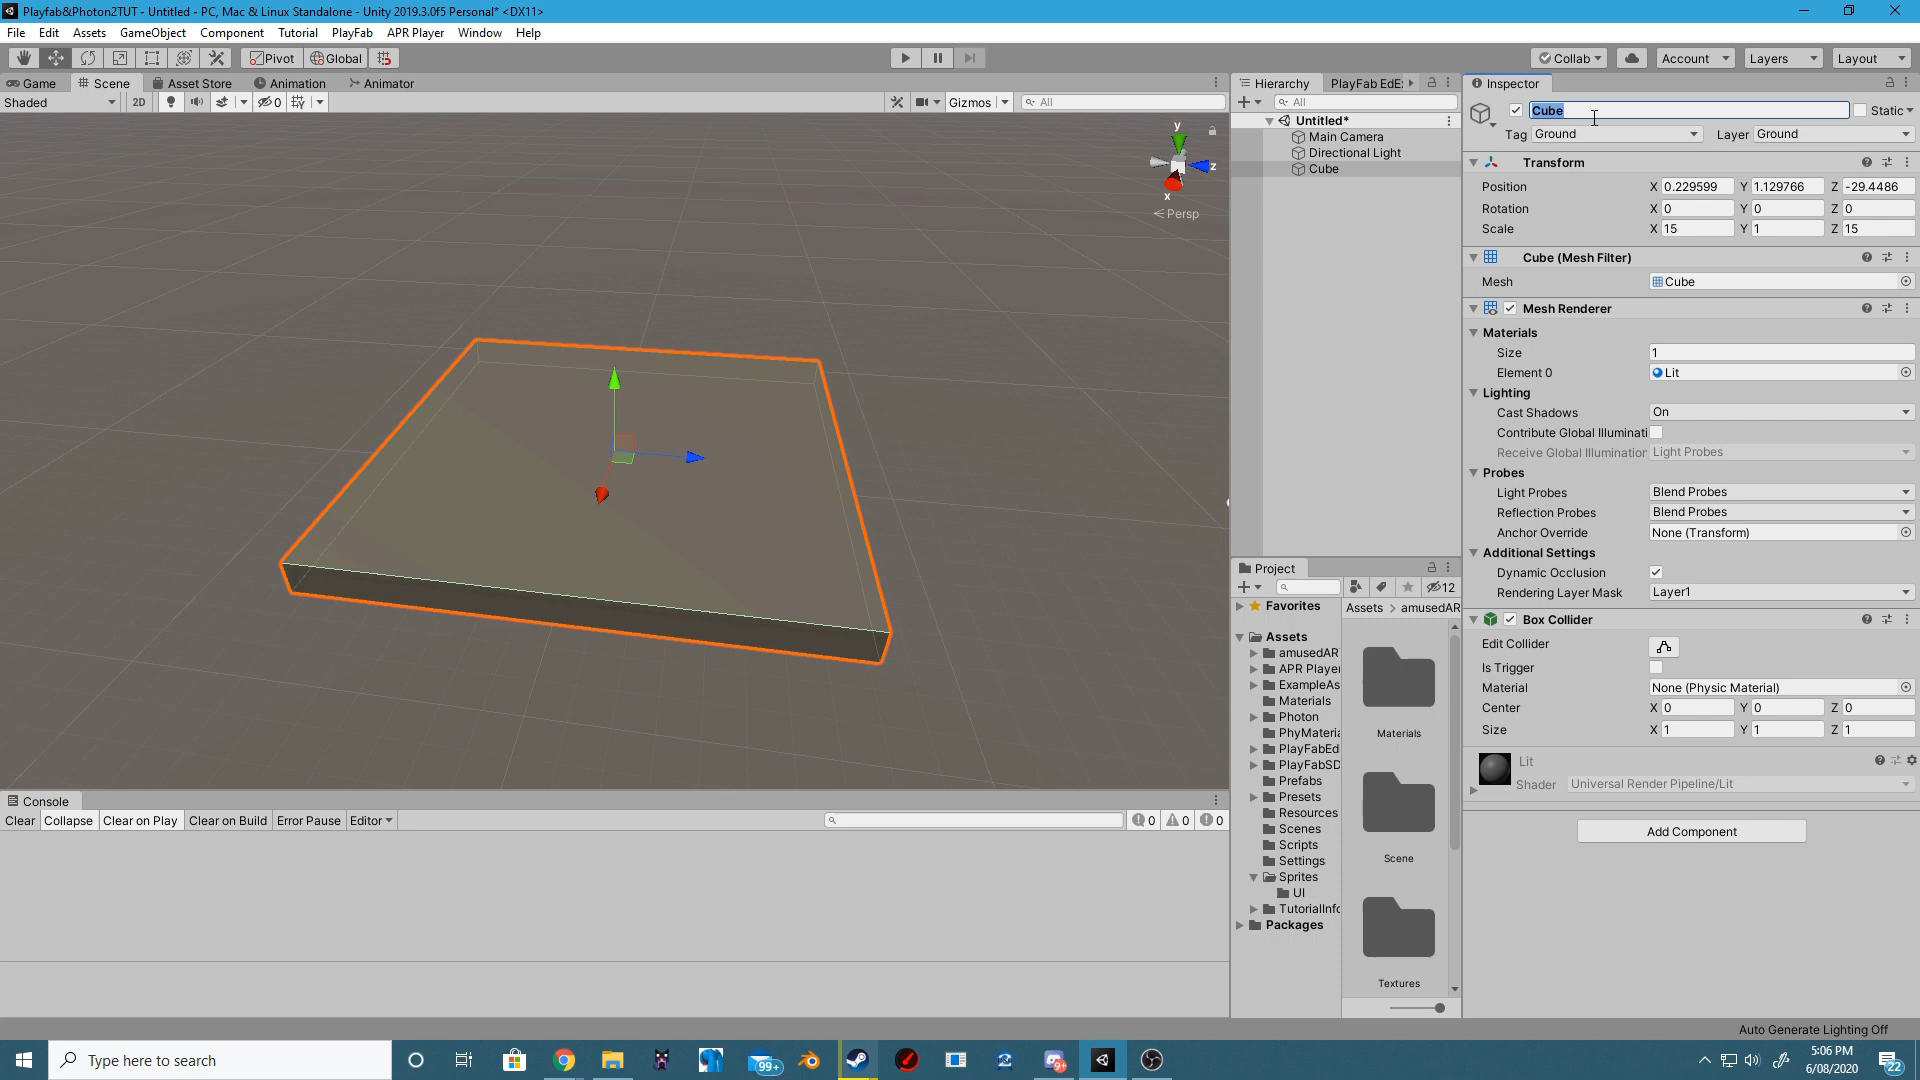 Playfab&Photon2TUT - Untitled - PC, Mac & Linux Standalone - Unity 2019.3.0f5 Personal* <DX11>
File Edit Assets GameObject Component Tutorial PlayFab APR Player Window Help
Pivot Global Collab Account Layers Layout
Game Scene Asset Store Animation Animator
Shaded 2D 0 Gizmos All
y
z
x
Persp
Hierarchy PlayFab EdE
All
Untitled*
Main Camera
Directional Light
Cube
Project
12
Favorites
Assets > amusedAR
Assets
amusedAR
APR Player
ExampleAs
Materials
Photon
PhyMateria
PlayFabEd
PlayFabSD
Prefabs
Presets
Resources
Scenes
Scripts
Settings
Sprites
UI
TutorialInfo
Packages
Materials
Scene
Textures
Inspector
Cube Static
Tag Ground Layer Ground
Transform
Position X 0.229599 Y 1.129766 Z -29.4486
Rotation X 0 Y 0 Z 0
Scale X 15 Y 1 Z 15
Cube (Mesh Filter)
Mesh Cube
Mesh Renderer
Materials
Size 1
Element 0 Lit
Lighting
Cast Shadows On
Contribute Global Illuminati
Receive Global Illumination Light Probes
Probes
Light Probes Blend Probes
Reflection Probes Blend Probes
Anchor Override None (Transform)
Additional Settings
Dynamic Occlusion
Rendering Layer Mask Layer1
Box Collider
Edit Collider
Is Trigger
Material None (Physic Material)
Center X 0 Y 0 Z 0
Size X 1 Y 1 Z 1
Lit
Shader Universal Render Pipeline/Lit
Add Component
Console
Clear Collapse Clear on Play Clear on Build Error Pause Editor 0 0 0
Auto Generate Lighting Off
Type here to search
99+
9+
5:06 PM
6/08/2020
22